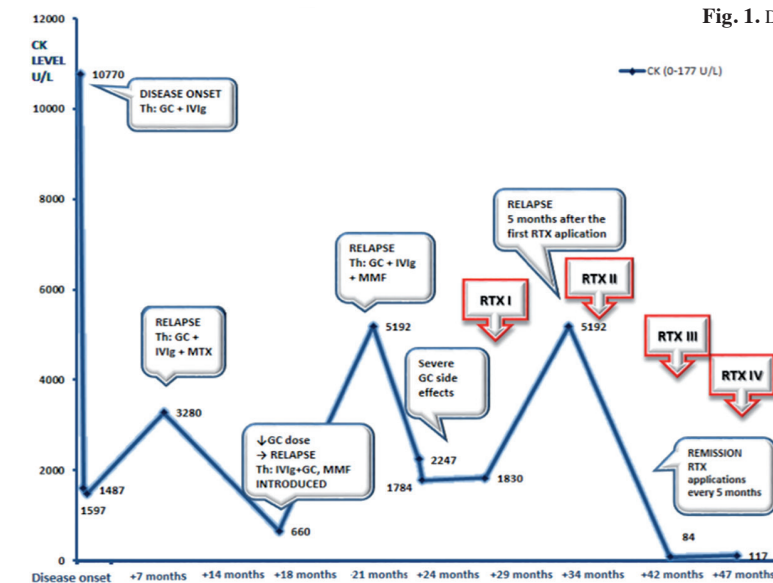 Fig. 1. D
12000
CK
LEVEL
U/L
10000
8000
6000
4000
2000
0
CK (0-177 U/L)
10770
DISEASE ONSET
Th: GC + IVIg
1487
1597
RELAPSE
Th: GC +
IVIg + MTX
3280
↓GC dose
→ RELAPSE
Th: IVIg+GC, MMF
INTRODUCED
660
RELAPSE
Th: GC + IVIg
+ MMF
5192
Severe
GC side
effects
2247
1784
1830
RTX I
RELAPSE
5 months after the
first RTX aplication
RTX II
5192
RTX III
RTX IV
REMISSION
RTX
applications
every 5 months
84
117
Disease onset +7 months +14 months +18 months 21 months +24 months +29 months +34 months +42 months +47 months